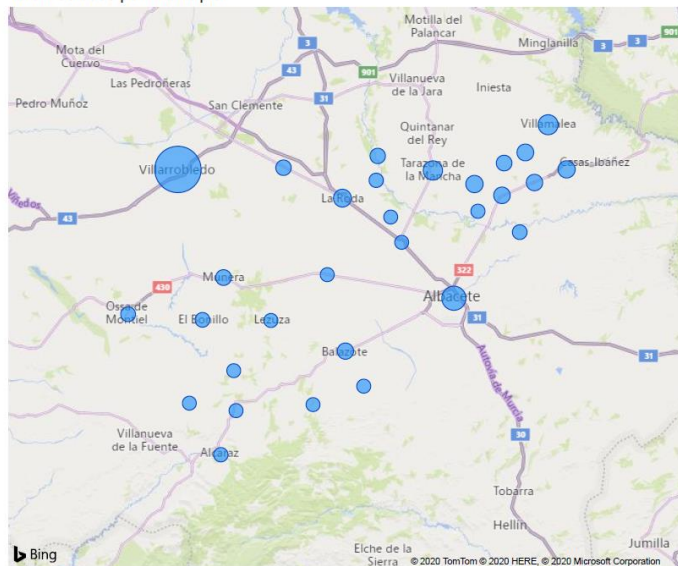 Motilla del
Palancar
Minglanilla
3
3
3
Mota del
Cuervo
43
901
901
Las Pedroñeras
Villanueva
de la Jara
Iniesta
Pedro Muñoz
San Clemente
31
Quintanar
del Rey
Villamalea
Villarrobledo
Tarazona de
la Mancha
Casas-Ibáñez
La Roda
Viñedos
43
322
Munera
430
Albacete
Ossa de
Montiel
El Bonillo
Lezuza
31
Balazote
31
Autovía de Murcia
Villanueva
de la Fuente
30
Alcaraz
Tobarra
Hellín
Elche de la
Sierra
Jumilla
Bing
© 2020 TomTom © 2020 HERE, © 2020 Microsoft Corporation